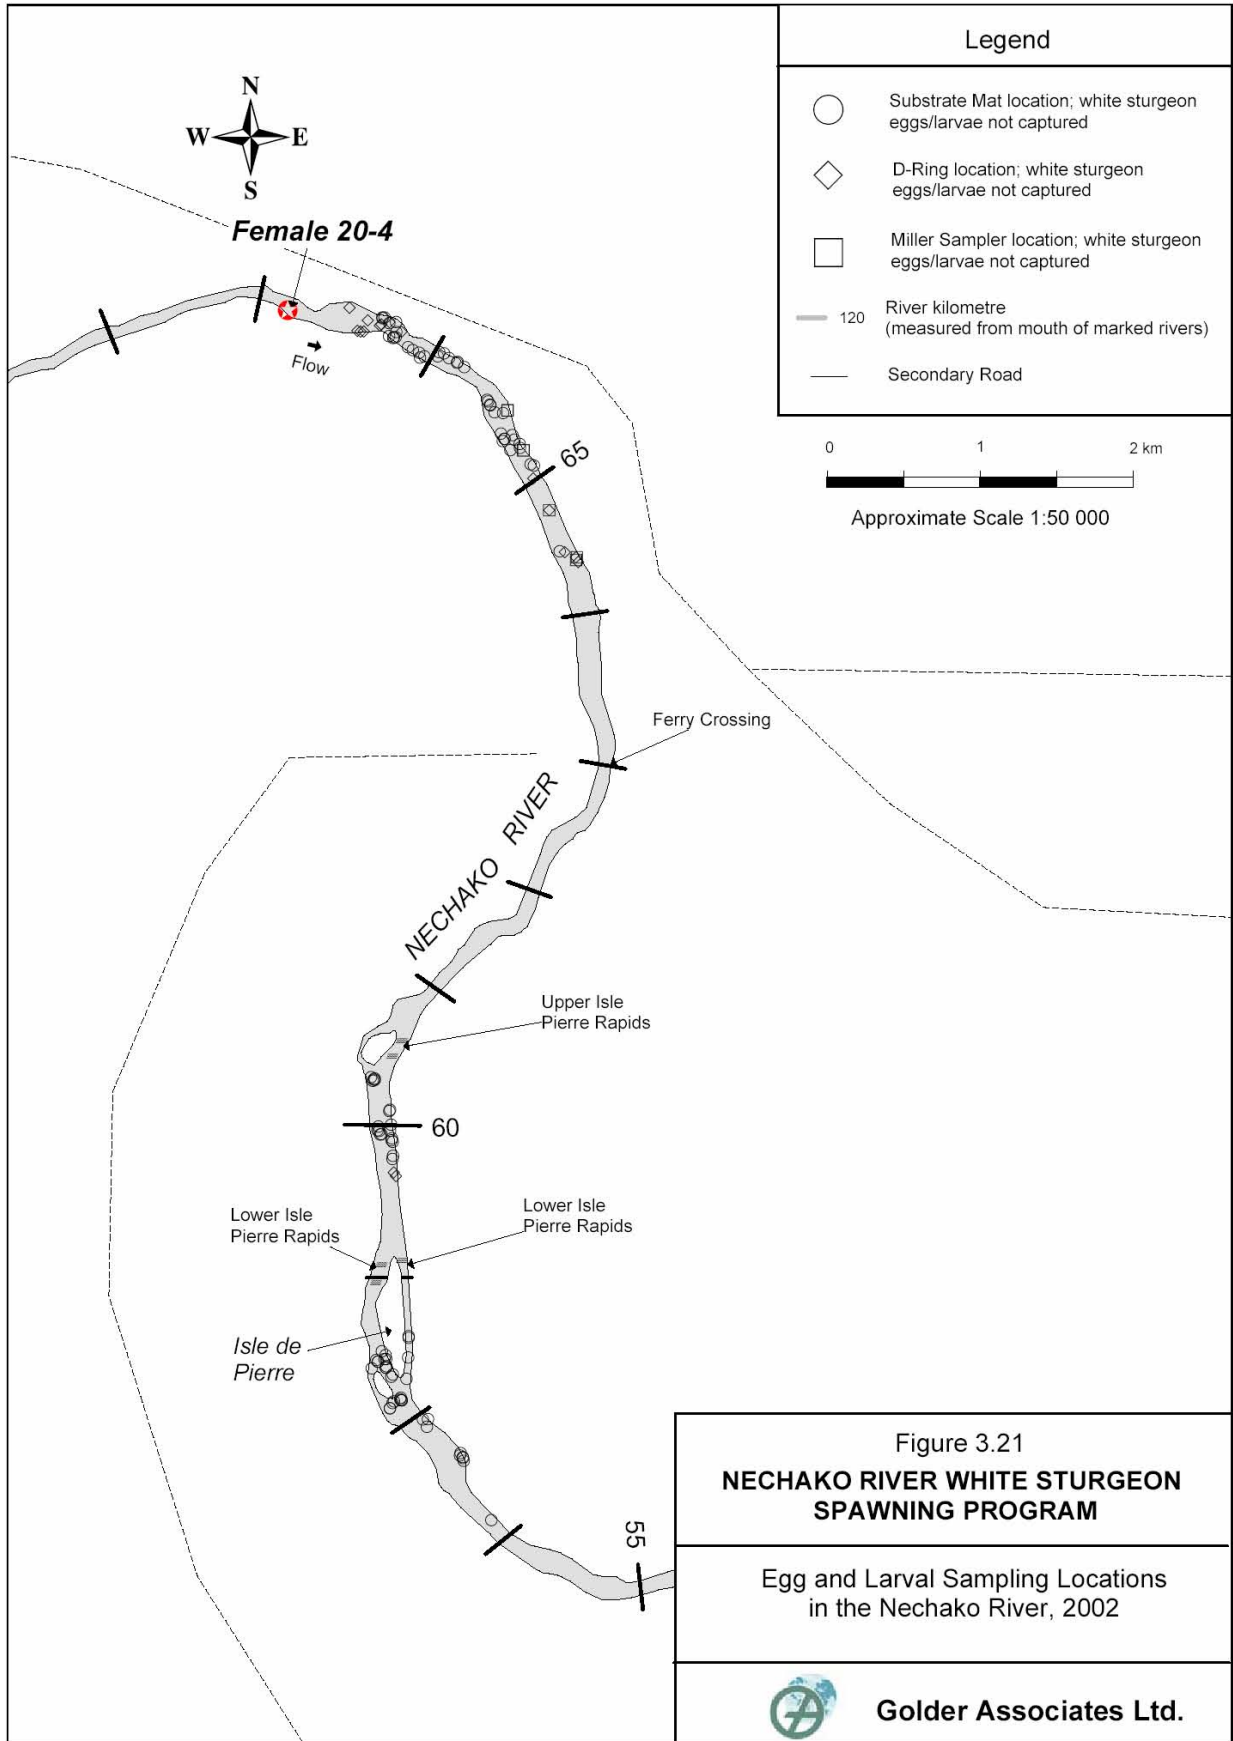 Legend
Substrate Mat location; white sturgeon
eggs/larvae not captured
D-Ring location; white sturgeon
eggs/larvae not captured
Miller Sampler location; white sturgeon
eggs/larvae not captured
120
River kilometre
(measured from mouth of marked rivers)
Secondary Road
0 1 2 km
Approximate Scale 1:50 000
N
W E
S
Female 20-4
Flow
65
Ferry Crossing
NECHAKO RIVER
Upper Isle
Pierre Rapids
60
Lower Isle
Pierre Rapids
Lower Isle
Pierre Rapids
Isle de
Pierre
55
Figure 3.21
NECHAKO RIVER WHITE STURGEON
SPAWNING PROGRAM
Egg and Larval Sampling Locations
in the Nechako River, 2002
Golder Associates Ltd.